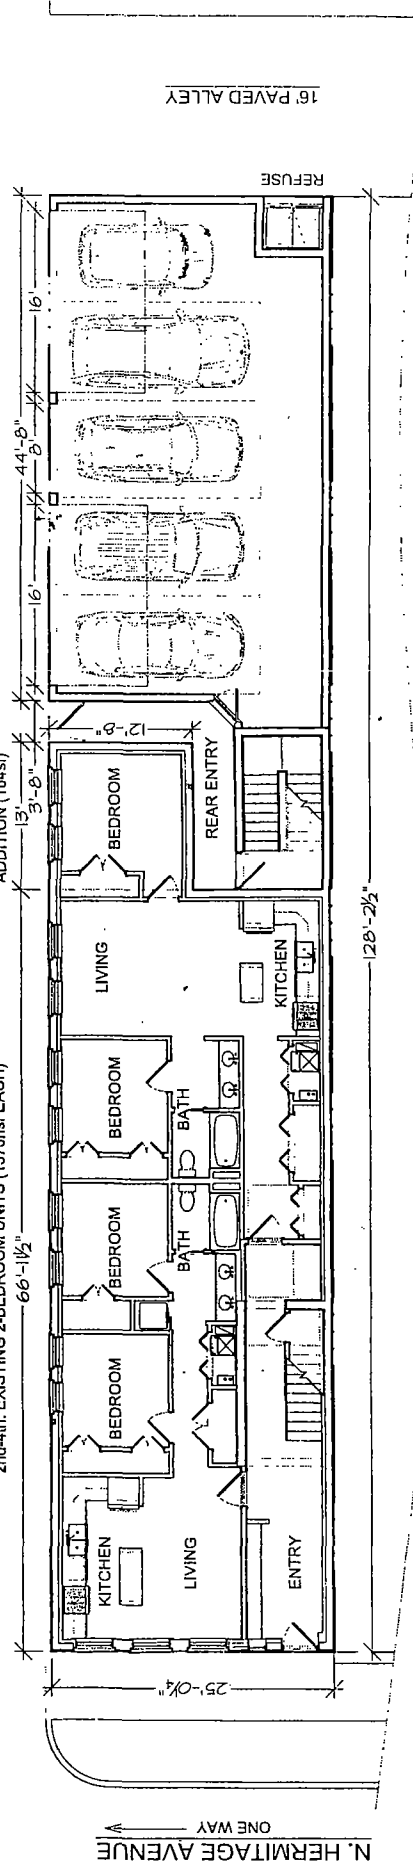 16' PAVED ALLEY
REFUSE
16'
44'-8"
8'
16'
ADDITION (164sf)
13'
3'-8"
12'-8"
BEDROOM
REAR ENTRY
LIVING
KITCHEN
128'-2½"
BEDROOM
BATH
2nd-4th: EXISTING 2-BEDROOM UNITS
66'-1½"
BEDROOM
BATH
BEDROOM
KITCHEN
LIVING
ENTRY
25'-0¼"
ONE WAY
N. HERMITAGE AVENUE